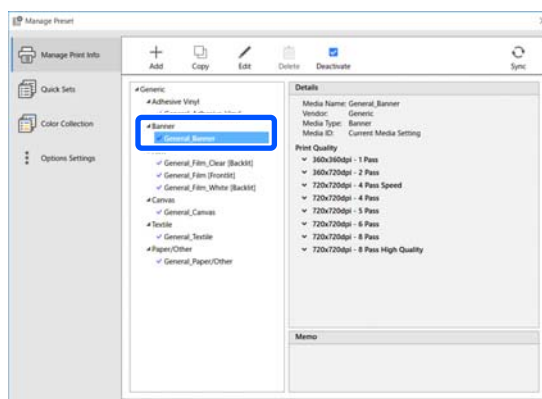 Manage Preset
Manage Print Info
Add
Copy
Edit
Delete
Deactivate
Sync
Quick Sets
Color Collection
Options Settings
Generic
Adhesive Vinyl
Banner
General_Banner
General_Film_Clear [Backlit]
General_Film [Frontlit]
General_Film_White [Backlit]
Canvas
General_Canvas
Textile
General_Textile
Paper/Other
General_Paper/Other
Details
Media Name: General_Banner
Vendor: Generic
Media Type: Banner
Media ID: Current Media Setting
Print Quality
360x360dpi - 1 Pass
360x720dpi - 2 Pass
720x720dpi - 4 Pass Speed
720x720dpi - 4 Pass
720x720dpi - 5 Pass
720x720dpi - 6 Pass
720x720dpi - 8 Pass
720x720dpi - 8 Pass High Quality
Memo